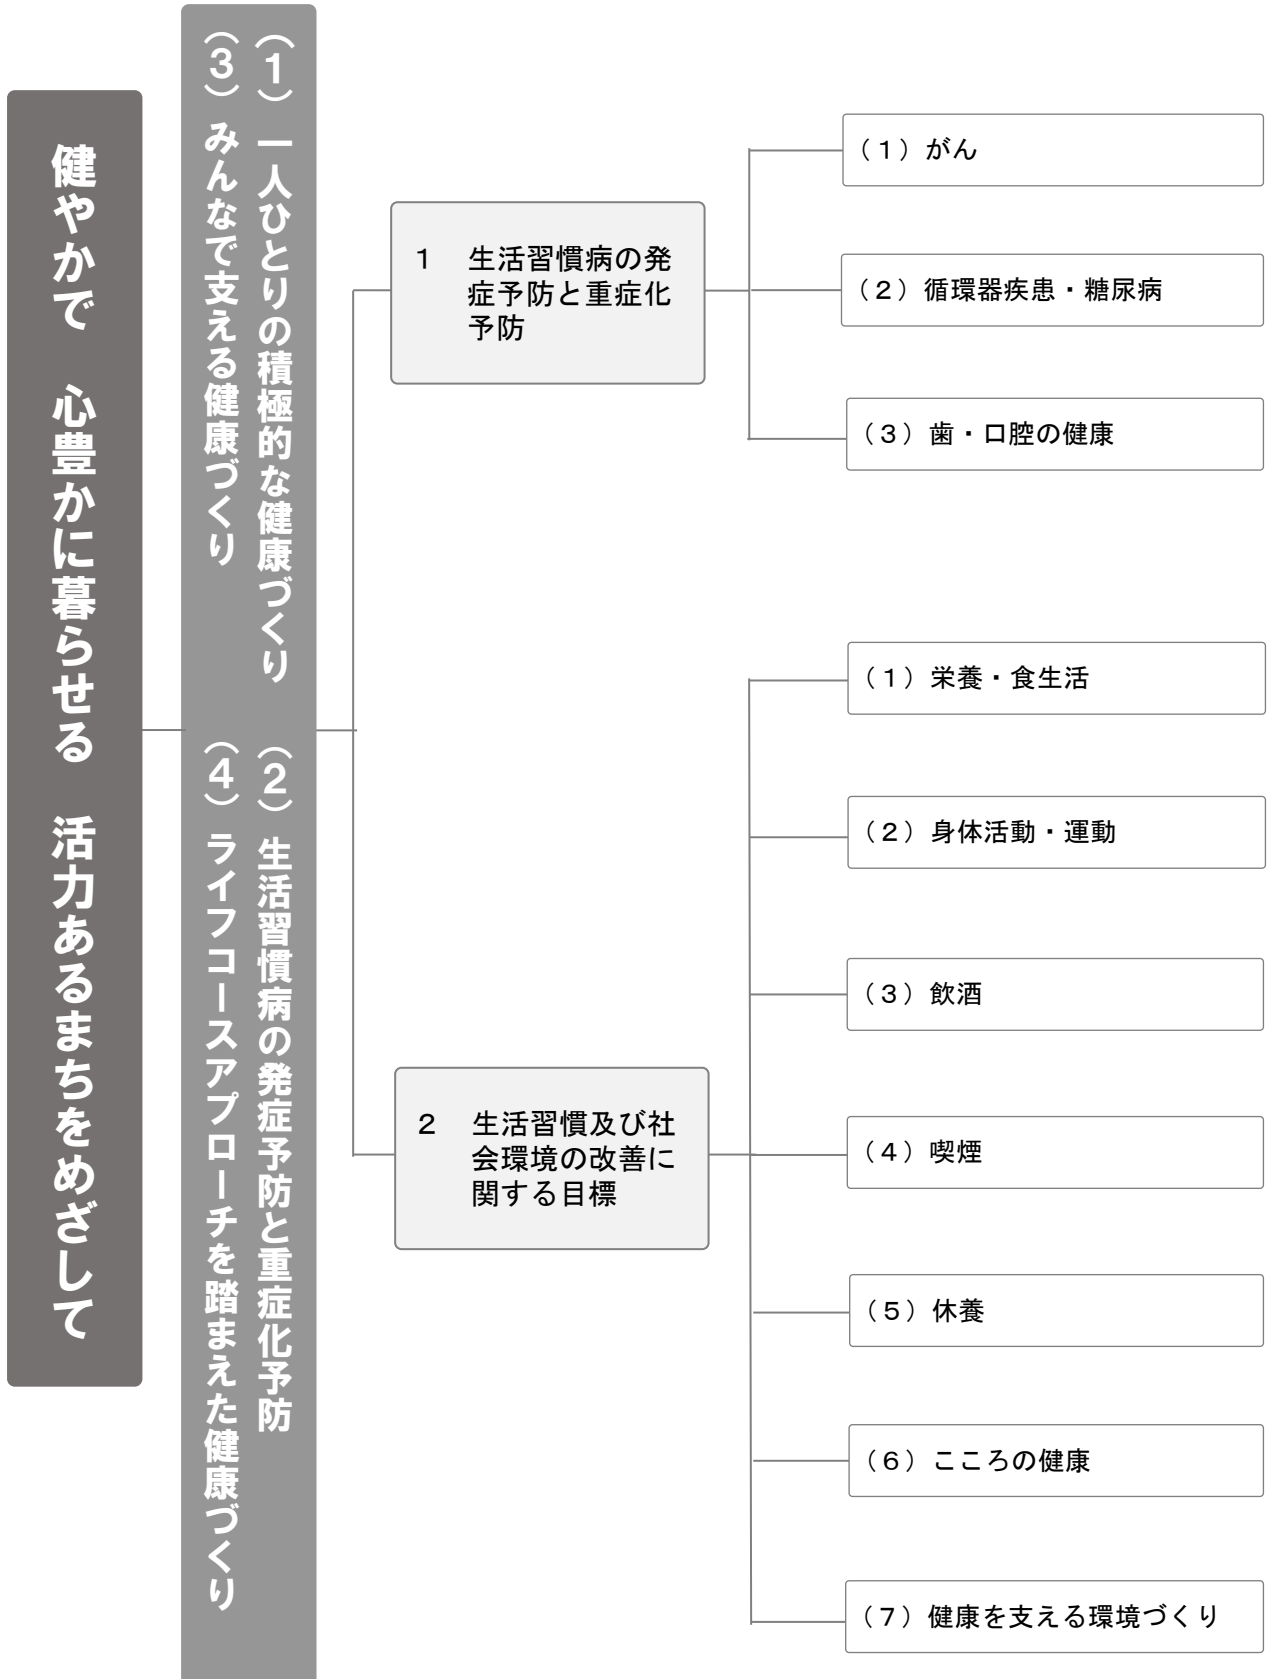 健やかで　心豊かに暮らせる　活力あるまちをめざして
（１）一人ひとりの積極的な健康づくり　（２）生活習慣病の発症予防と重症化予防
（３）みんなで支える健康づくり　（４）ライフコースアプローチを踏まえた健康づくり
１　生活習慣病の発
症予防と重症化
予防
（１）がん
（２）循環器疾患・糖尿病
（３）歯・口腔の健康
２　生活習慣及び社
会環境の改善に
関する目標
（１）栄養・食生活
（２）身体活動・運動
（３）飲酒
（４）喫煙
（５）休養
（６）こころの健康
（７）健康を支える環境づくり